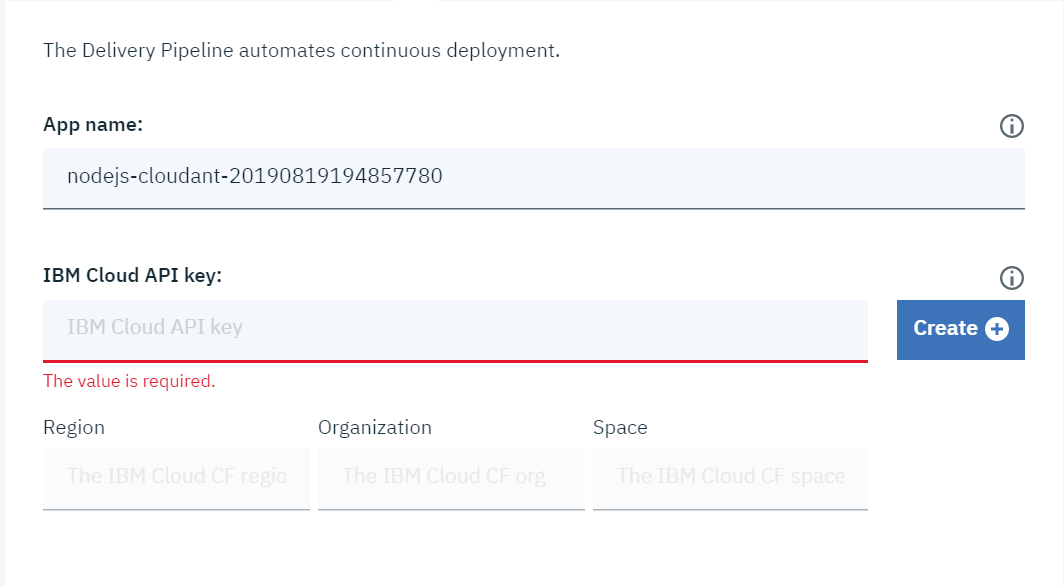 The Delivery Pipeline automates continuous deployment.
App name:
nodejs-cloudant-20190819194857780
IBM Cloud API key:
IBM Cloud API key
Create
The value is required.
Region Organization Space
The IBM Cloud CF regio The IBM Cloud CF org The IBM Cloud CF space